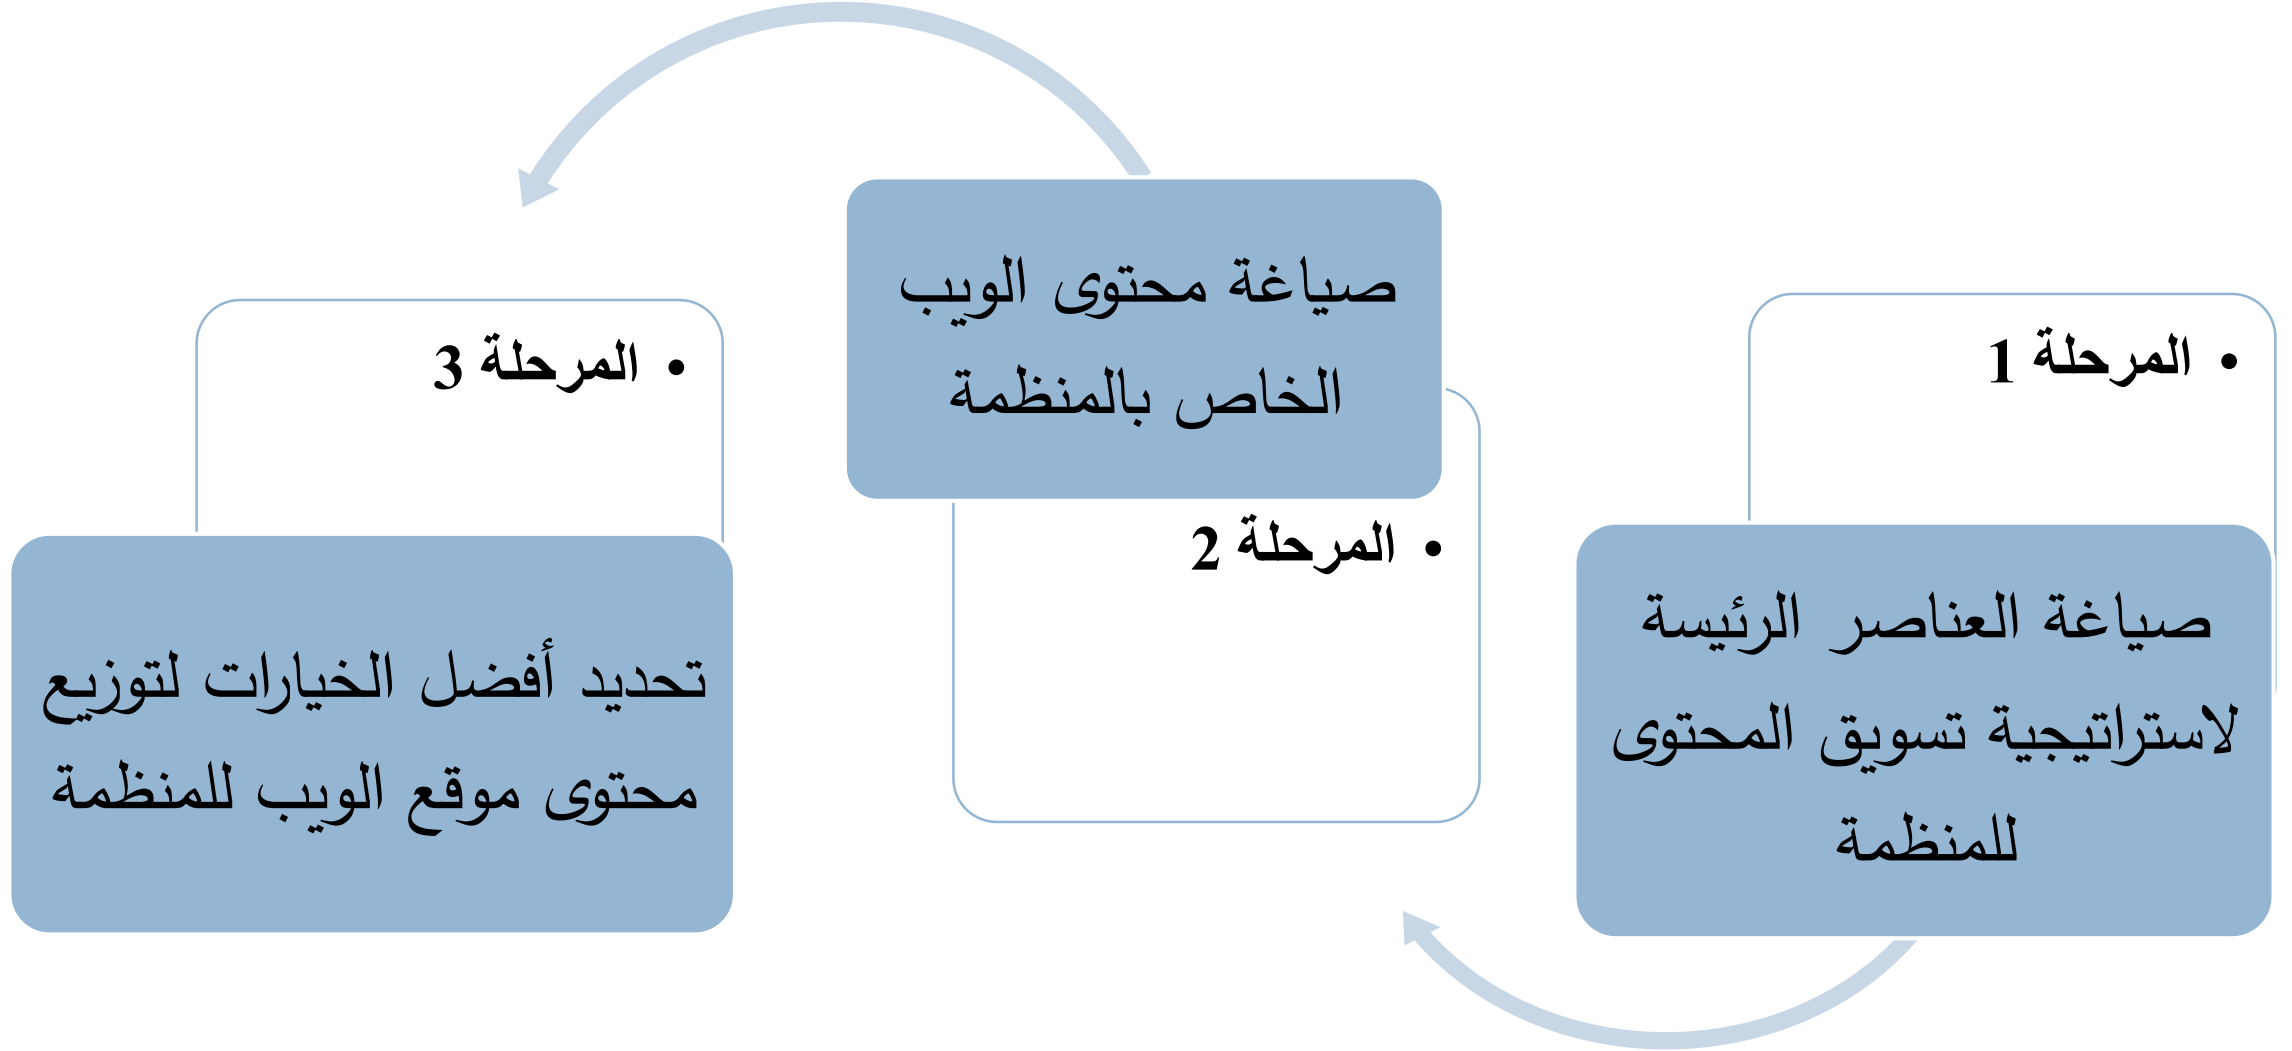 • المرحلة 1
صياغة العناصر الرئيسة
لاستراتيجية تسويق المحتوى
للمنظمة
صياغة محتوى الويب
الخاص بالمنظمة
• المرحلة 2
• المرحلة 3
تحديد أفضل الخيارات لتوزيع
محتوى موقع الويب للمنظمة